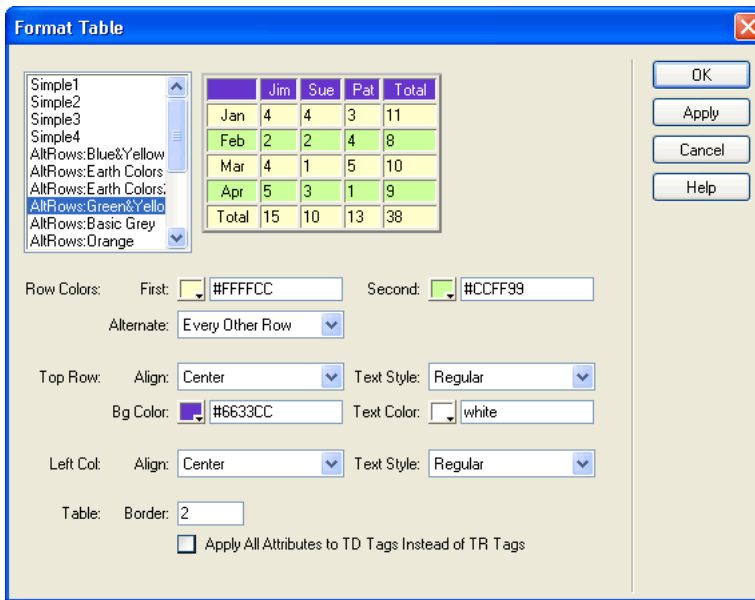 Format Table
Simple1
Simple2
Simple3
Simple4
AltRows:Blue&Yellow
AltRows:Earth Colors
AltRows:Earth Colors
AltRows:Green&Yello
AltRows:Basic Grey
AltRows:Orange
Jim Sue Pat Total
Jan 4 4 3 11
Feb 2 2 4 8
Mar 4 1 5 10
Apr 5 3 1 9
Total 15 10 13 38
OK
Apply
Cancel
Help
Row Colors: First: #FFFFCC Second: #CCFF99
Alternate: Every Other Row
Top Row: Align: Center Text Style: Regular
Bg Color: #6633CC Text Color: white
Left Col: Align: Center Text Style: Regular
Table: Border: 2
Apply All Attributes to TD Tags Instead of TR Tags